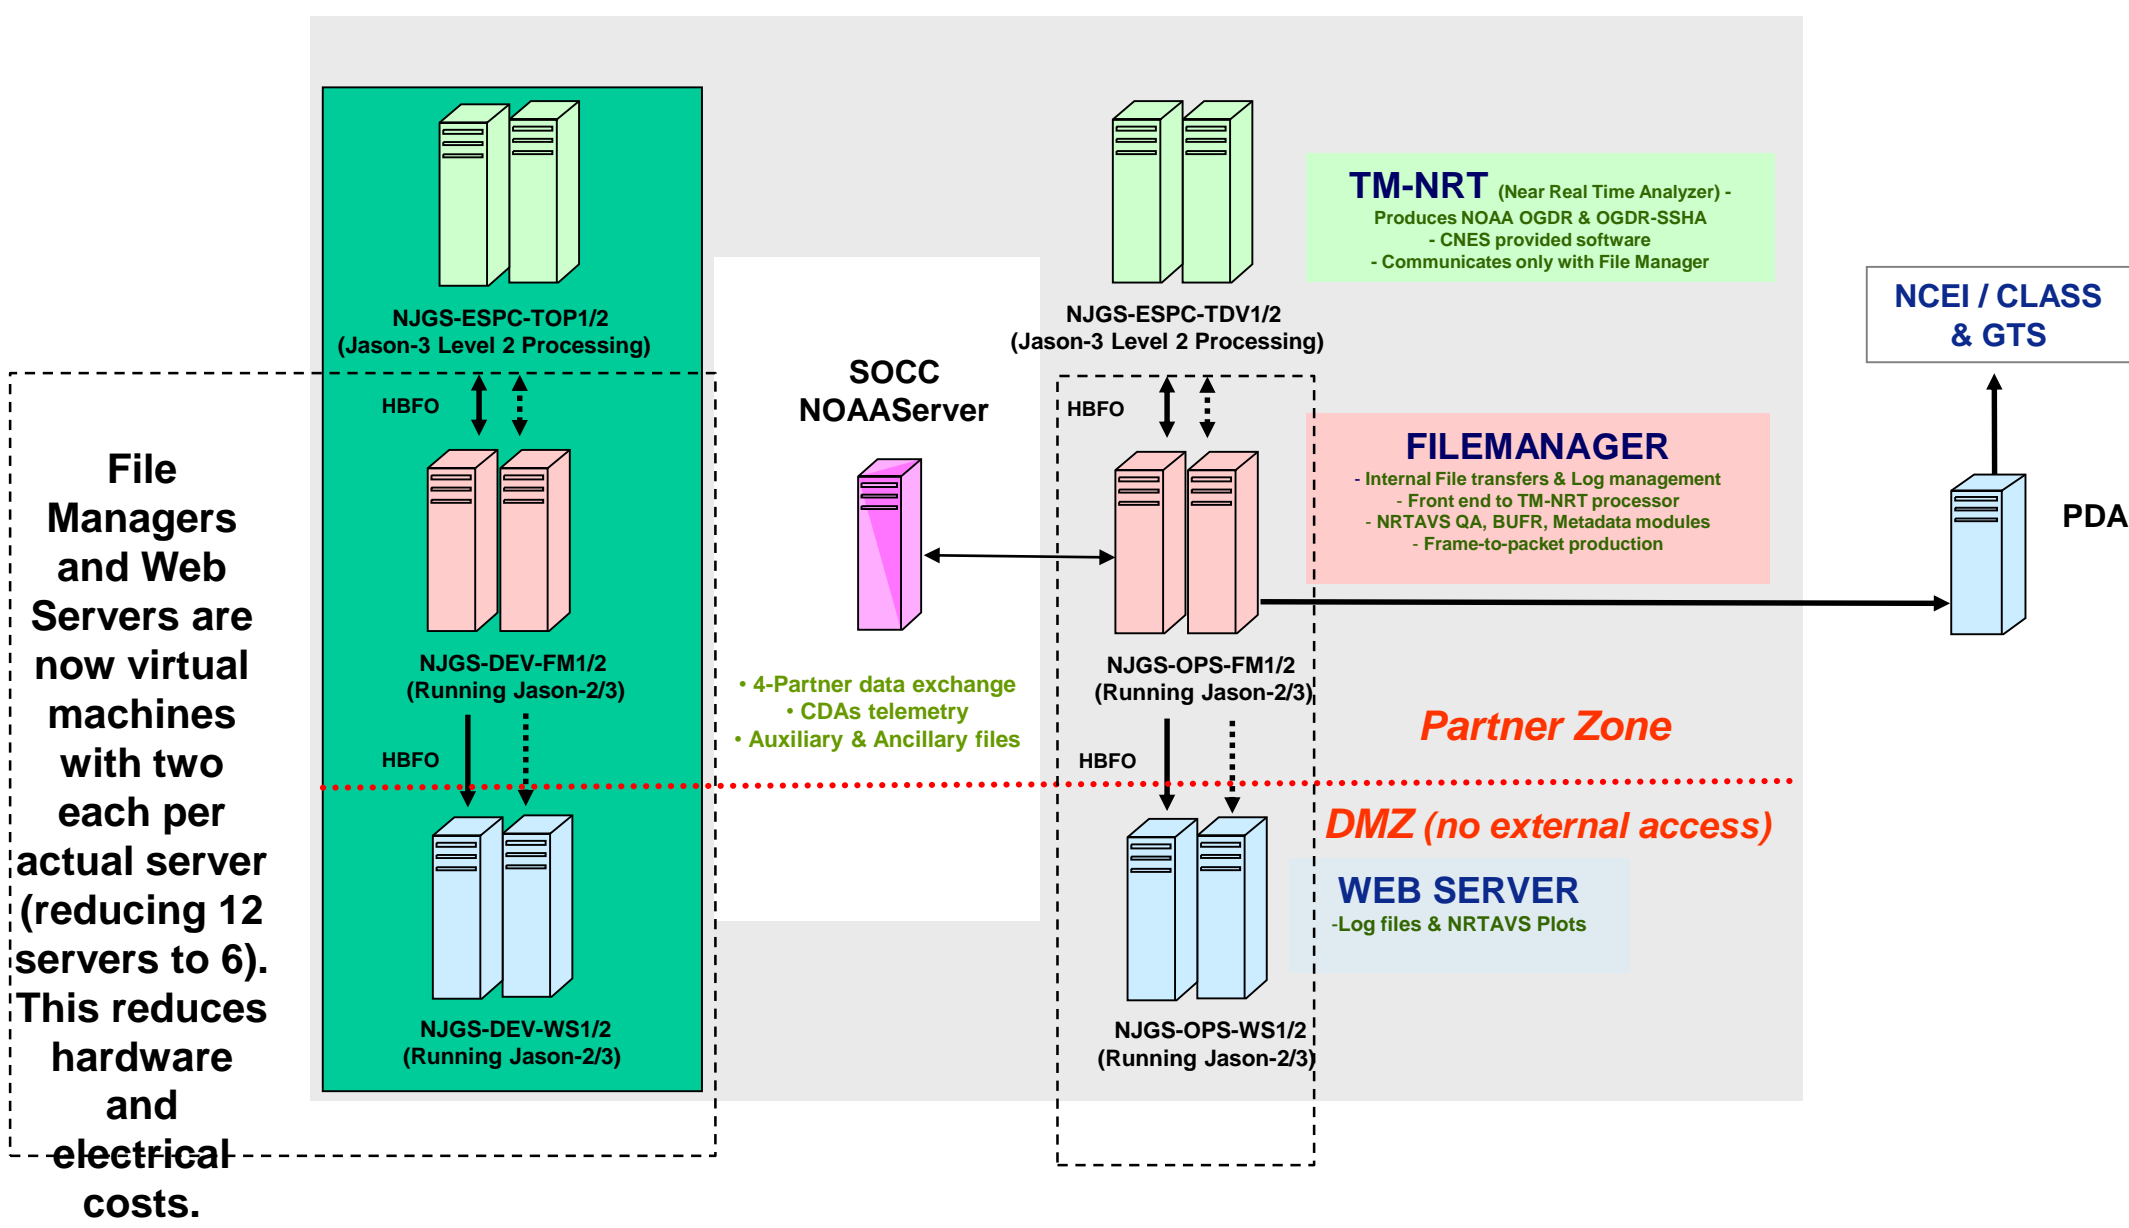 File
Managers
and Web
Servers are
now virtual
machines
with two
each per
actual server
(reducing 12
servers to 6).
This reduces
hardware
and
electrical
costs.
NJGS-ESPC-TOP1/2
(Jason-3 Level 2 Processing)
HBFO
NJGS-DEV-FM1/2
(Running Jason-2/3)
HBFO
NJGS-DEV-WS1/2
(Running Jason-2/3)
SOCC
NOAAServer
• 4-Partner data exchange
• CDAs telemetry
• Auxiliary & Ancillary files
NJGS-ESPC-TDV1/2
(Jason-3 Level 2 Processing)
HBFO
NJGS-OPS-FM1/2
(Running Jason-2/3)
HBFO
NJGS-OPS-WS1/2
(Running Jason-2/3)
TM-NRT (Near Real Time Analyzer) -
Produces NOAA OGDR & OGDR-SSHA
- CNES provided software
- Communicates only with File Manager
FILEMANAGER
- Internal File transfers & Log management
- Front end to TM-NRT processor
- NRTAVS QA, BUFR, Metadata modules
- Frame-to-packet production
Partner Zone
DMZ (no external access)
WEB SERVER
-Log files & NRTAVS Plots
NCEI / CLASS
& GTS
PDA